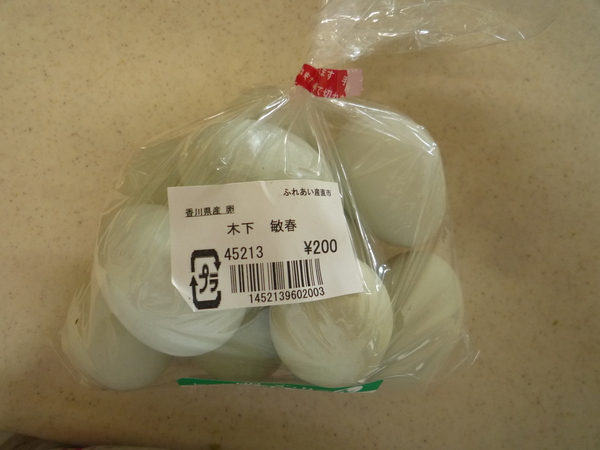 ふれあい産直市
香川県産 卵
木下 敏春
45213 ¥200
プラ
1452139602003